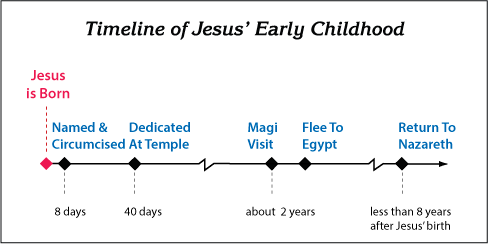 Timeline of Jesus' Early Childhood
Jesus
is Born
Named &
Circumcised
Dedicated
At Temple
Magi
Visit
Flee To
Egypt
Return To
Nazareth
8 days
40 days
about 2 years
less than 8 years
after Jesus' birth